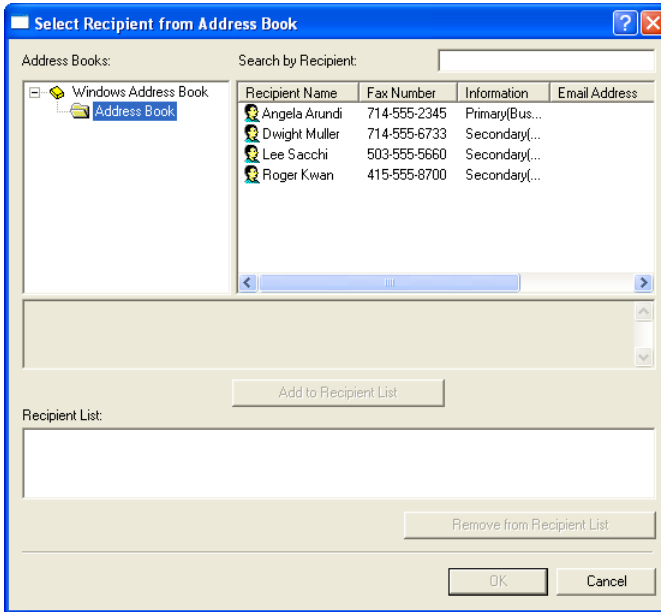 Select Recipient from Address Book
Address Books: Search by Recipient:
Windows Address Book
Address Book
Recipient Name Fax Number Information Email Address
Angela Arundi 714-555-2345 Primary(Bus...
Dwight Muller 714-555-6733 Secondary(...
Lee Sacchi 503-555-5660 Secondary(...
Roger Kwan 415-555-8700 Secondary(...
Add to Recipient List
Recipient List:
Remove from Recipient List
OK Cancel